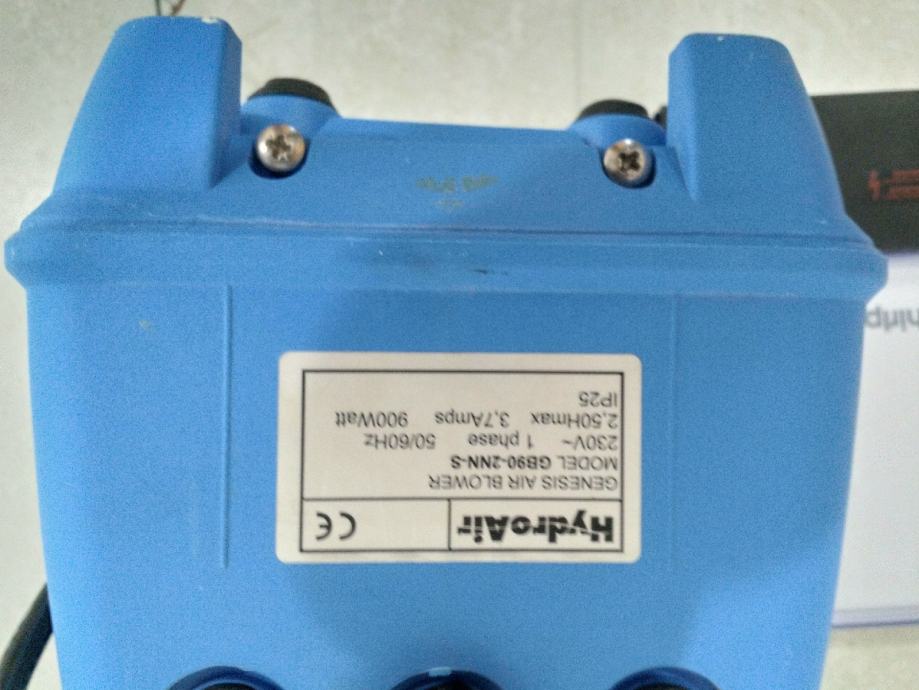 HydroAir CE
GENESIS AIR BLOWER
MODEL GB90-2NN-S
230V~ 1 phase 50/60Hz
2,50Hmax 3,7Amps 900Watt
IP25